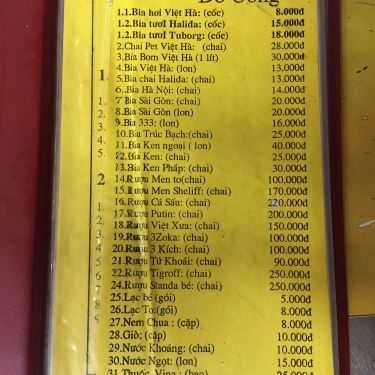 Đồ Uống
1.1.Bia hơi Việt Hà: (cốc) 8.000đ
1.2.Bia tươI Halida: (cốc) 15.000đ
1.2.Bia tươI Tuborg: (cốc) 18.000đ
2.Chai Pet Việt Hà: (chai) 28.000đ
3.Bia Bom Việt Hà (1 lít) 30.000đ
4.Bia Việt Hà: (lon) 13.000đ
5.Bia chai Halida: (chai) 13.000đ
6.Bia Hà Nội: (chai) 14.000đ
7 Bia Sài Gòn: (chai) 20.000đ
8.Bia Sài Gòn (lon) 20.000đ
9.Bia 333: (lon) 16.000đ
10.Bia Trúc Bạch:(chai) 25.000đ
11.Bia Ken ngoại ( lon) 40.000đ
12.Bia Ken: (chai) 25.000đ
13.Bia Ken Pháp: (chai) 30.000đ
14.Rượu Men to(chai) 100.000đ
15.Rượu Men Sheliff: (chai) 170.000đ
16.Rượu Cá Sấu: (chai) 220.000đ
17.Rượu Putin: (chai) 200.000đ
18.Rượu Việt Xưa: (chai) 150.000đ
19.Rượu 3Zoka: (chai) 100.000đ
20.Rượu 3 Kích: (chai) 100.000đ
21.Rượu Tứ Khoái: (chai) 90.000đ
22.Rượu Tigroff: (chai) 250.000đ
24.Rượu Standa bé: (chai) 250.000đ
25.Lạc bé (gói) 5.000đ
26.Lạc To(gói) 8.000đ
27.Nem Chua : (cặp) 8.000đ
28.Giò: (cặp) 10.000đ
29.Nước Khoáng: (chai) 10.000đ
30.Nước Ngọt: (lon) 15.000đ
31.Thuốc Vina : (bao) 25.000đ